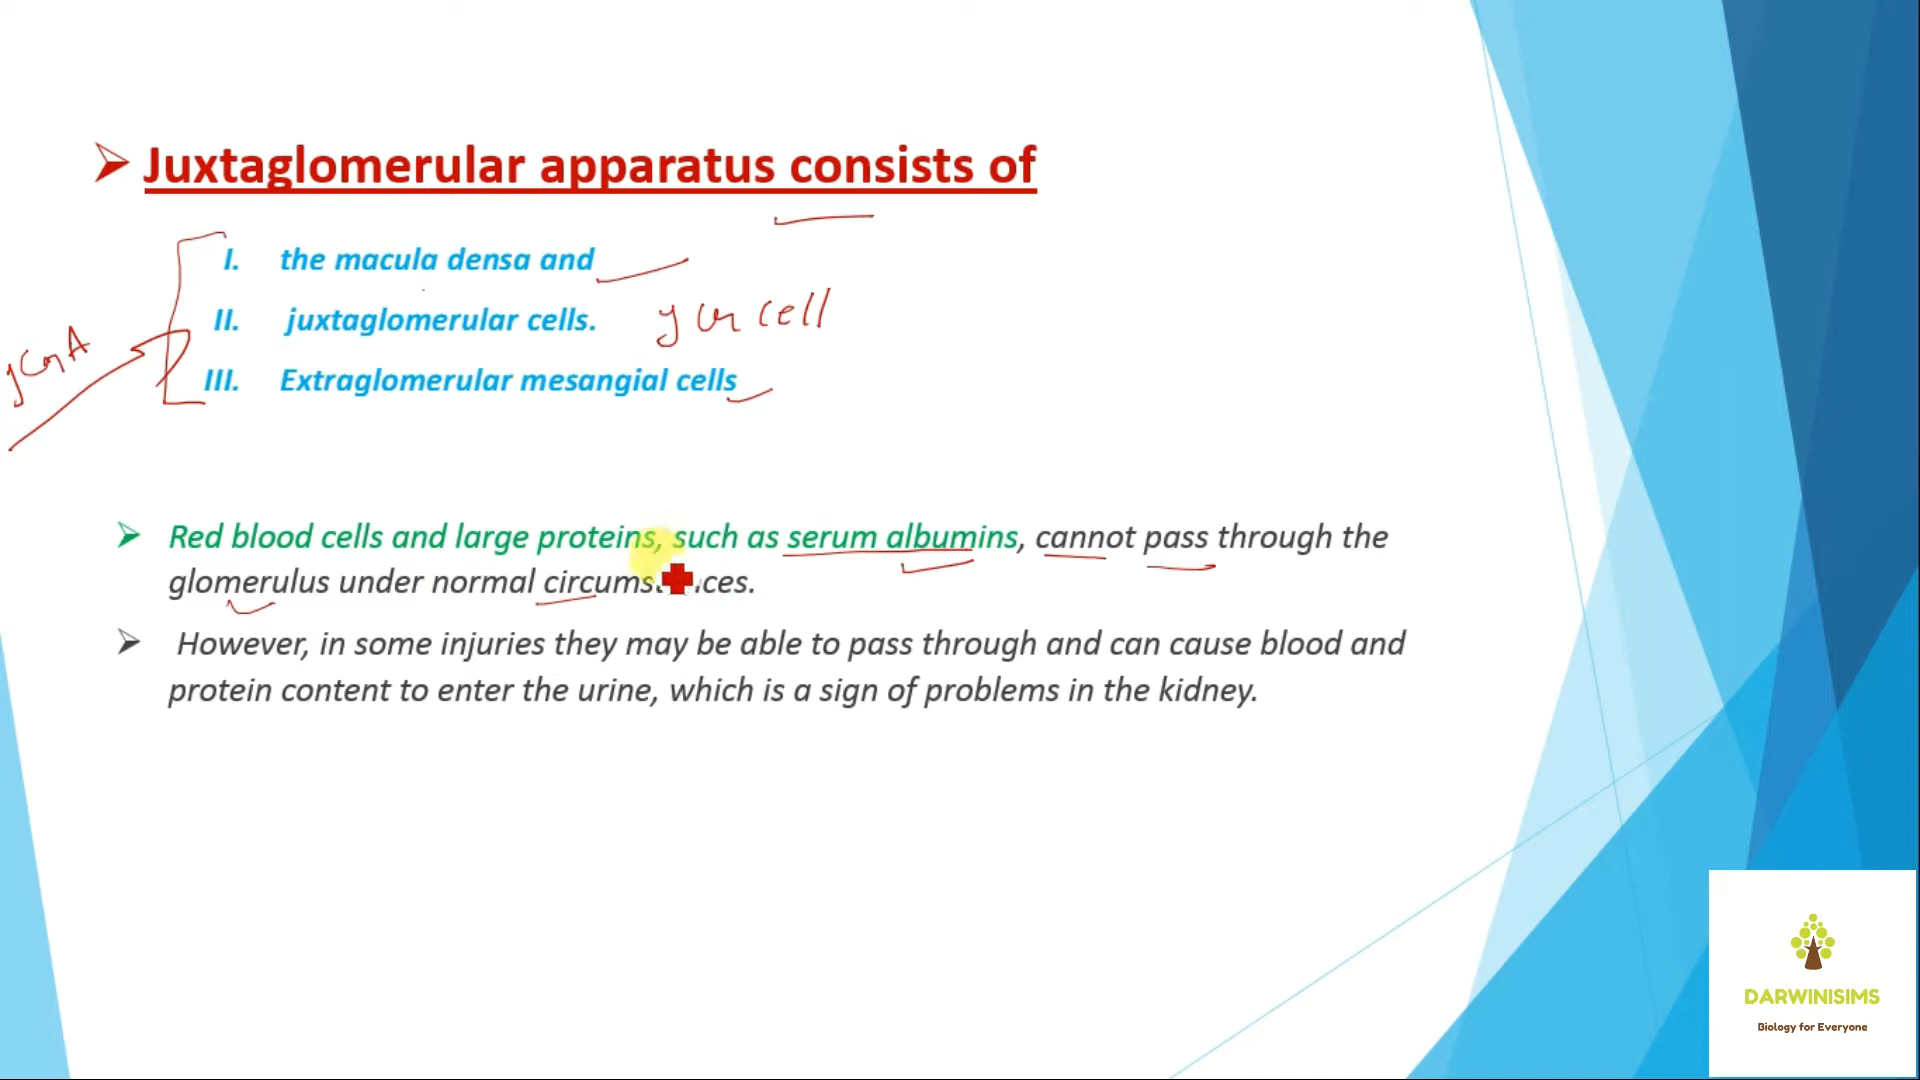 Juxtaglomerular apparatus consists of
I. the macula densa and
II. juxtaglomerular cells.
III. Extraglomerular mesangial cells
cell
Red blood cells and large proteins, such as serum albumins, cannot pass through the
glomerulus under normal
However, in some injuries they may be able to pass through and can cause blood and
protein content to enter the urine, which is a sign of problems in the kidney.
DARWINISIMS
Biology for Everyone